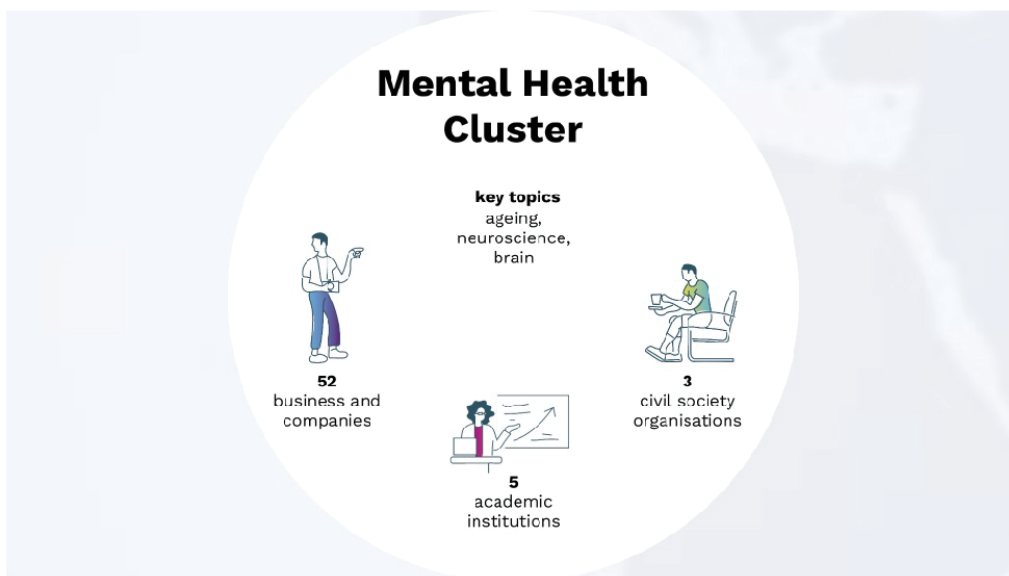 Mental Health
Cluster
key topics
ageing,
neuroscience,
brain
52
business and
companies
3
civil society
organisations
5
academic
institutions